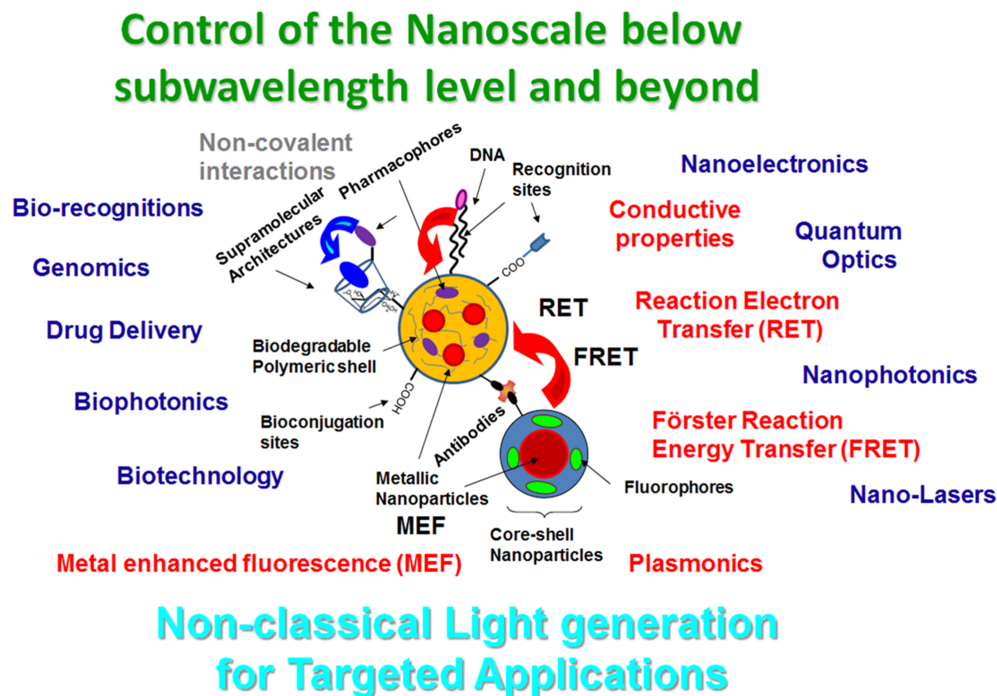 Control of the Nanoscale below
subwavelength level and beyond
Non-covalent
interactions
Pharmacophores
DNA
Recognition
sites
Nanoelectronics
Bio-recognitions
Supramolecular
Architectures
Conductive
properties
Quantum
Optics
Genomics
COO
RET
Reaction Electron
Transfer (RET)
Drug Delivery
Biodegradable
Polymeric shell
FRET
Nanophotonics
Biophotonics
COOH
Bioconjugation
sites
Antibodies
Förster Reaction
Energy Transfer (FRET)
Biotechnology
Metallic
Nanoparticles
Fluorophores
Nano-Lasers
MEF
Core-shell
Nanoparticles
Metal enhanced fluorescence (MEF)
Plasmonics
Non-classical Light generation
for Targeted Applications